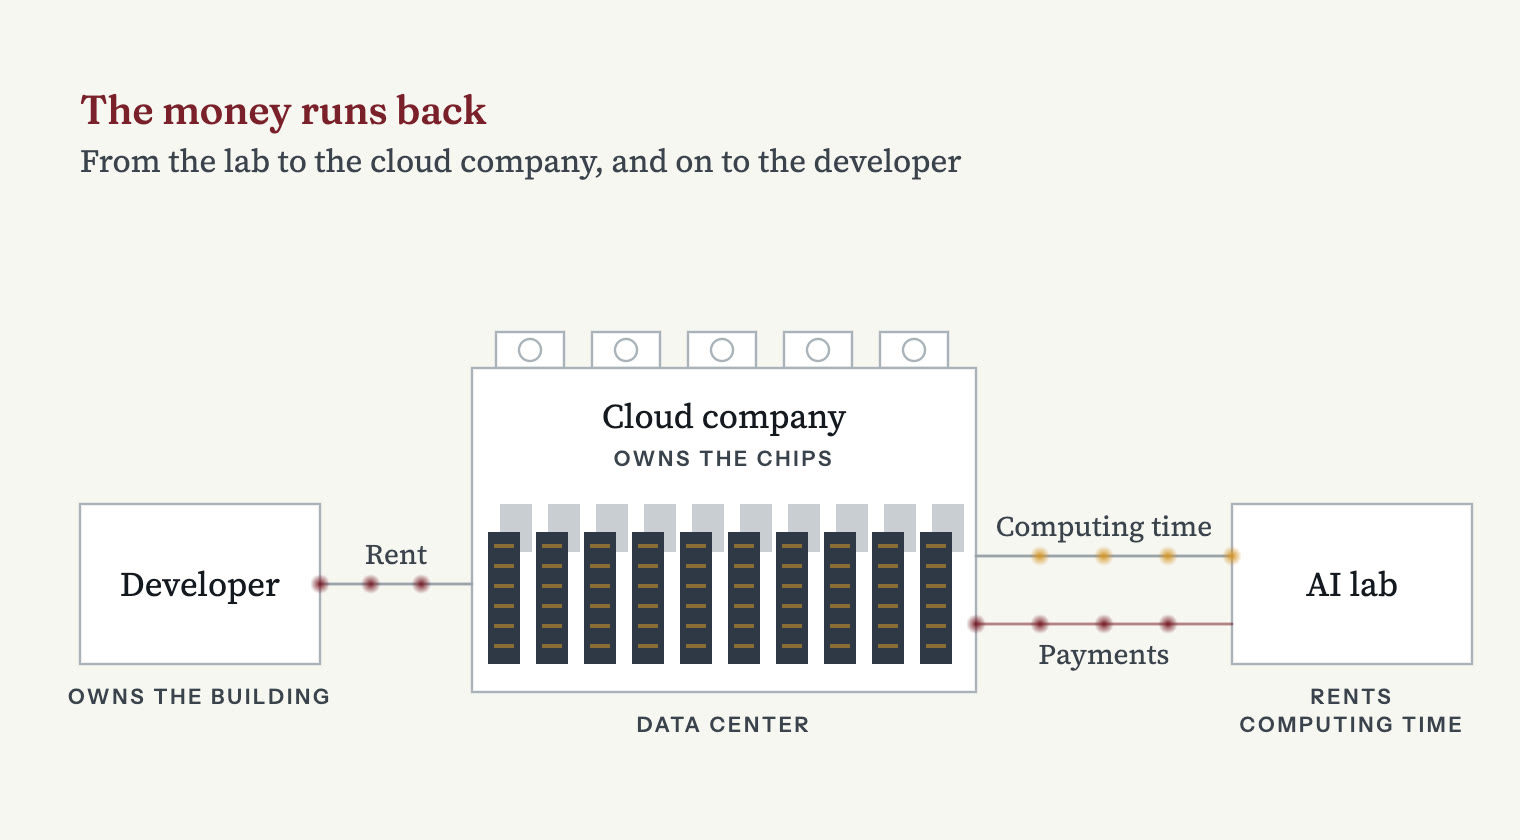 The money runs back
From the lab to the cloud company, and on to the developer
Cloud company
OWNS THE CHIPS
Developer
Rent
Computing time
AI lab
Payments
OWNS THE BUILDING
DATA CENTER
RENTS
COMPUTING TIME